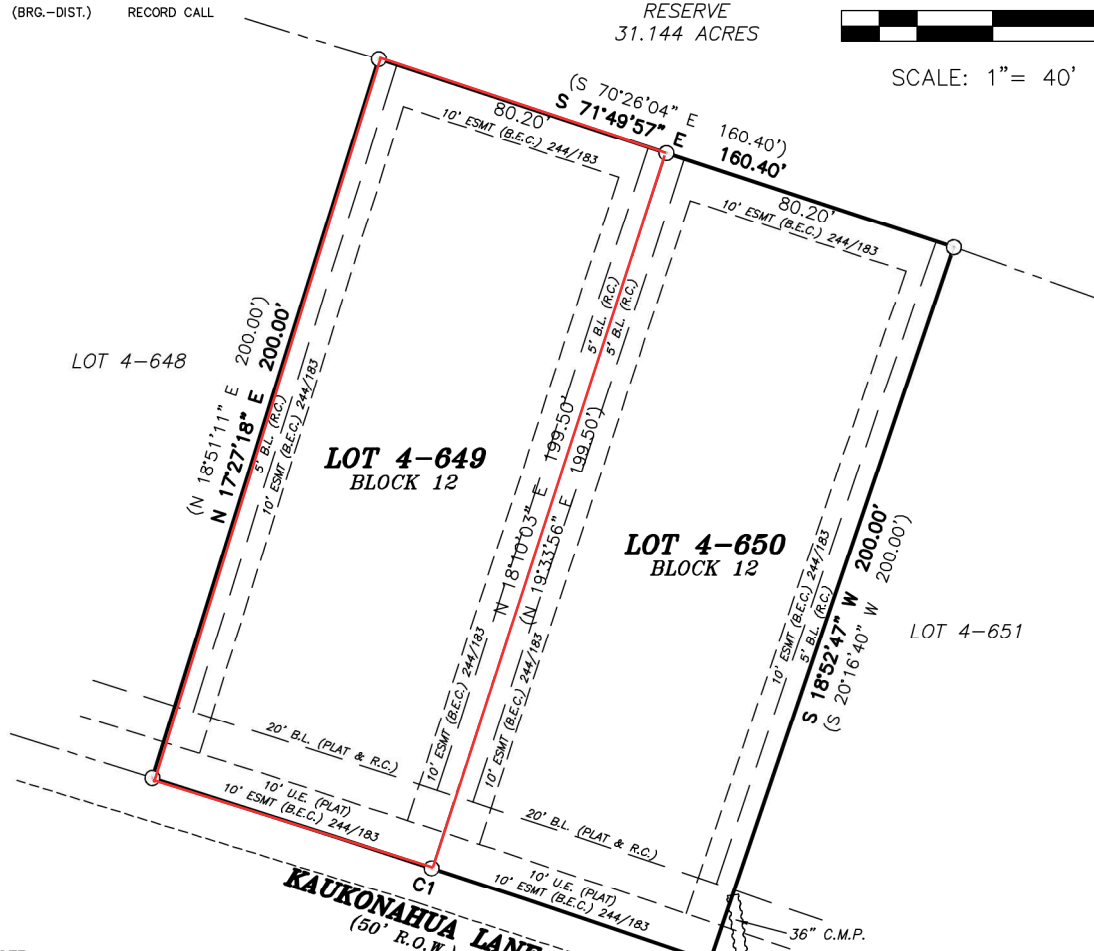 (BRG.–DIST.) RECORD CALL
RESERVE
31.144 ACRES
SCALE: 1”= 40’
(S 70°26’04” E 160.40’)
S 71°49’57” E 160.40’
80.20’
10’ ESMT (B.E.C.) 244/183
80.20’
10’ ESMT (B.E.C.) 244/183
LOT 4–648
(N 18°51’11” E 200.00’)
N 17°27’18” E 200.00’
5’ B.L. (R.C.)
10’ ESMT (B.E.C.) 244/183
LOT 4–649
BLOCK 12
5’ B.L. (R.C.)
5’ B.L. (R.C.)
N 18°10’03” E 199.50’
(N 19°33’56” E 199.50’)
10’ ESMT (B.E.C.) 244/183
10’ ESMT (B.E.C.) 244/183
LOT 4–650
BLOCK 12
10’ ESMT (B.E.C.) 244/183
5’ B.L. (R.C.)
S 18°52’47” W 200.00’
(S 20°16’40” W 200.00’)
LOT 4–651
20’ B.L. (PLAT & R.C.)
10’ U.E. (PLAT)
10’ ESMT (B.E.C.) 244/183
20’ B.L. (PLAT & R.C.)
10’ U.E. (PLAT)
10’ ESMT (B.E.C.) 244/183
C1
KAUKONAHUA LANE
(50’ R.O.W.)
36” C.M.P.